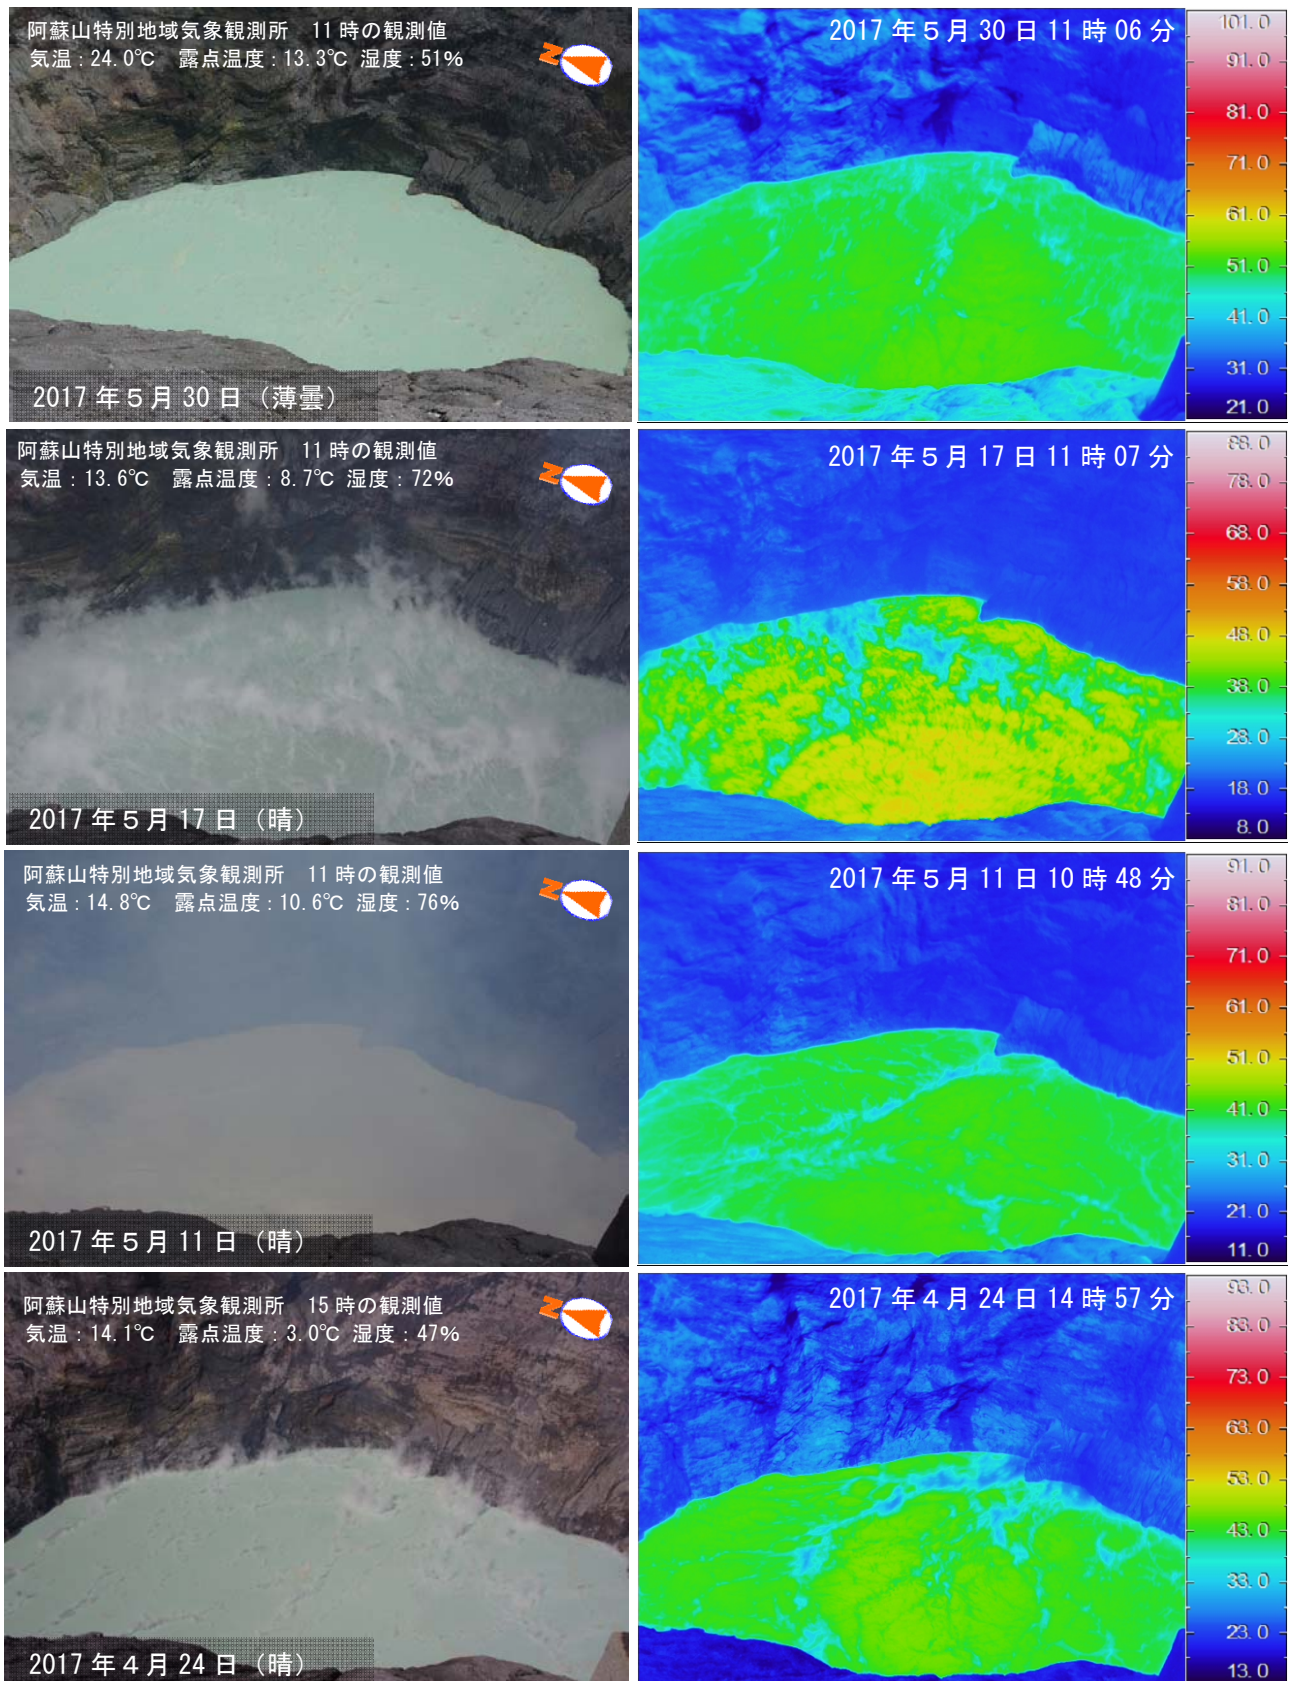 阿蘇山特別地域気象観測所　11時の観測値
気温：24.0℃　露点温度：13.3℃ 湿度：51%
N
2017年５月30日（薄曇）
2017年５月30日11時06分
101.0
91.0
81.0
71.0
61.0
51.0
41.0
31.0
21.0
阿蘇山特別地域気象観測所　11時の観測値
気温：13.6℃　露点温度：8.7℃ 湿度：72%
N
2017年５月17日（晴）
2017年５月17日11時07分
88.0
78.0
68.0
58.0
48.0
38.0
28.0
18.0
8.0
阿蘇山特別地域気象観測所　11時の観測値
気温：14.8℃　露点温度：10.6℃ 湿度：76%
N
2017年５月11日（晴）
2017年５月11日10時48分
91.0
81.0
71.0
61.0
51.0
41.0
31.0
21.0
11.0
阿蘇山特別地域気象観測所　15時の観測値
気温：14.1℃　露点温度：3.0℃ 湿度：47%
N
2017年４月24日（晴）
2017年４月24日14時57分
93.0
83.0
73.0
63.0
53.0
43.0
33.0
23.0
13.0